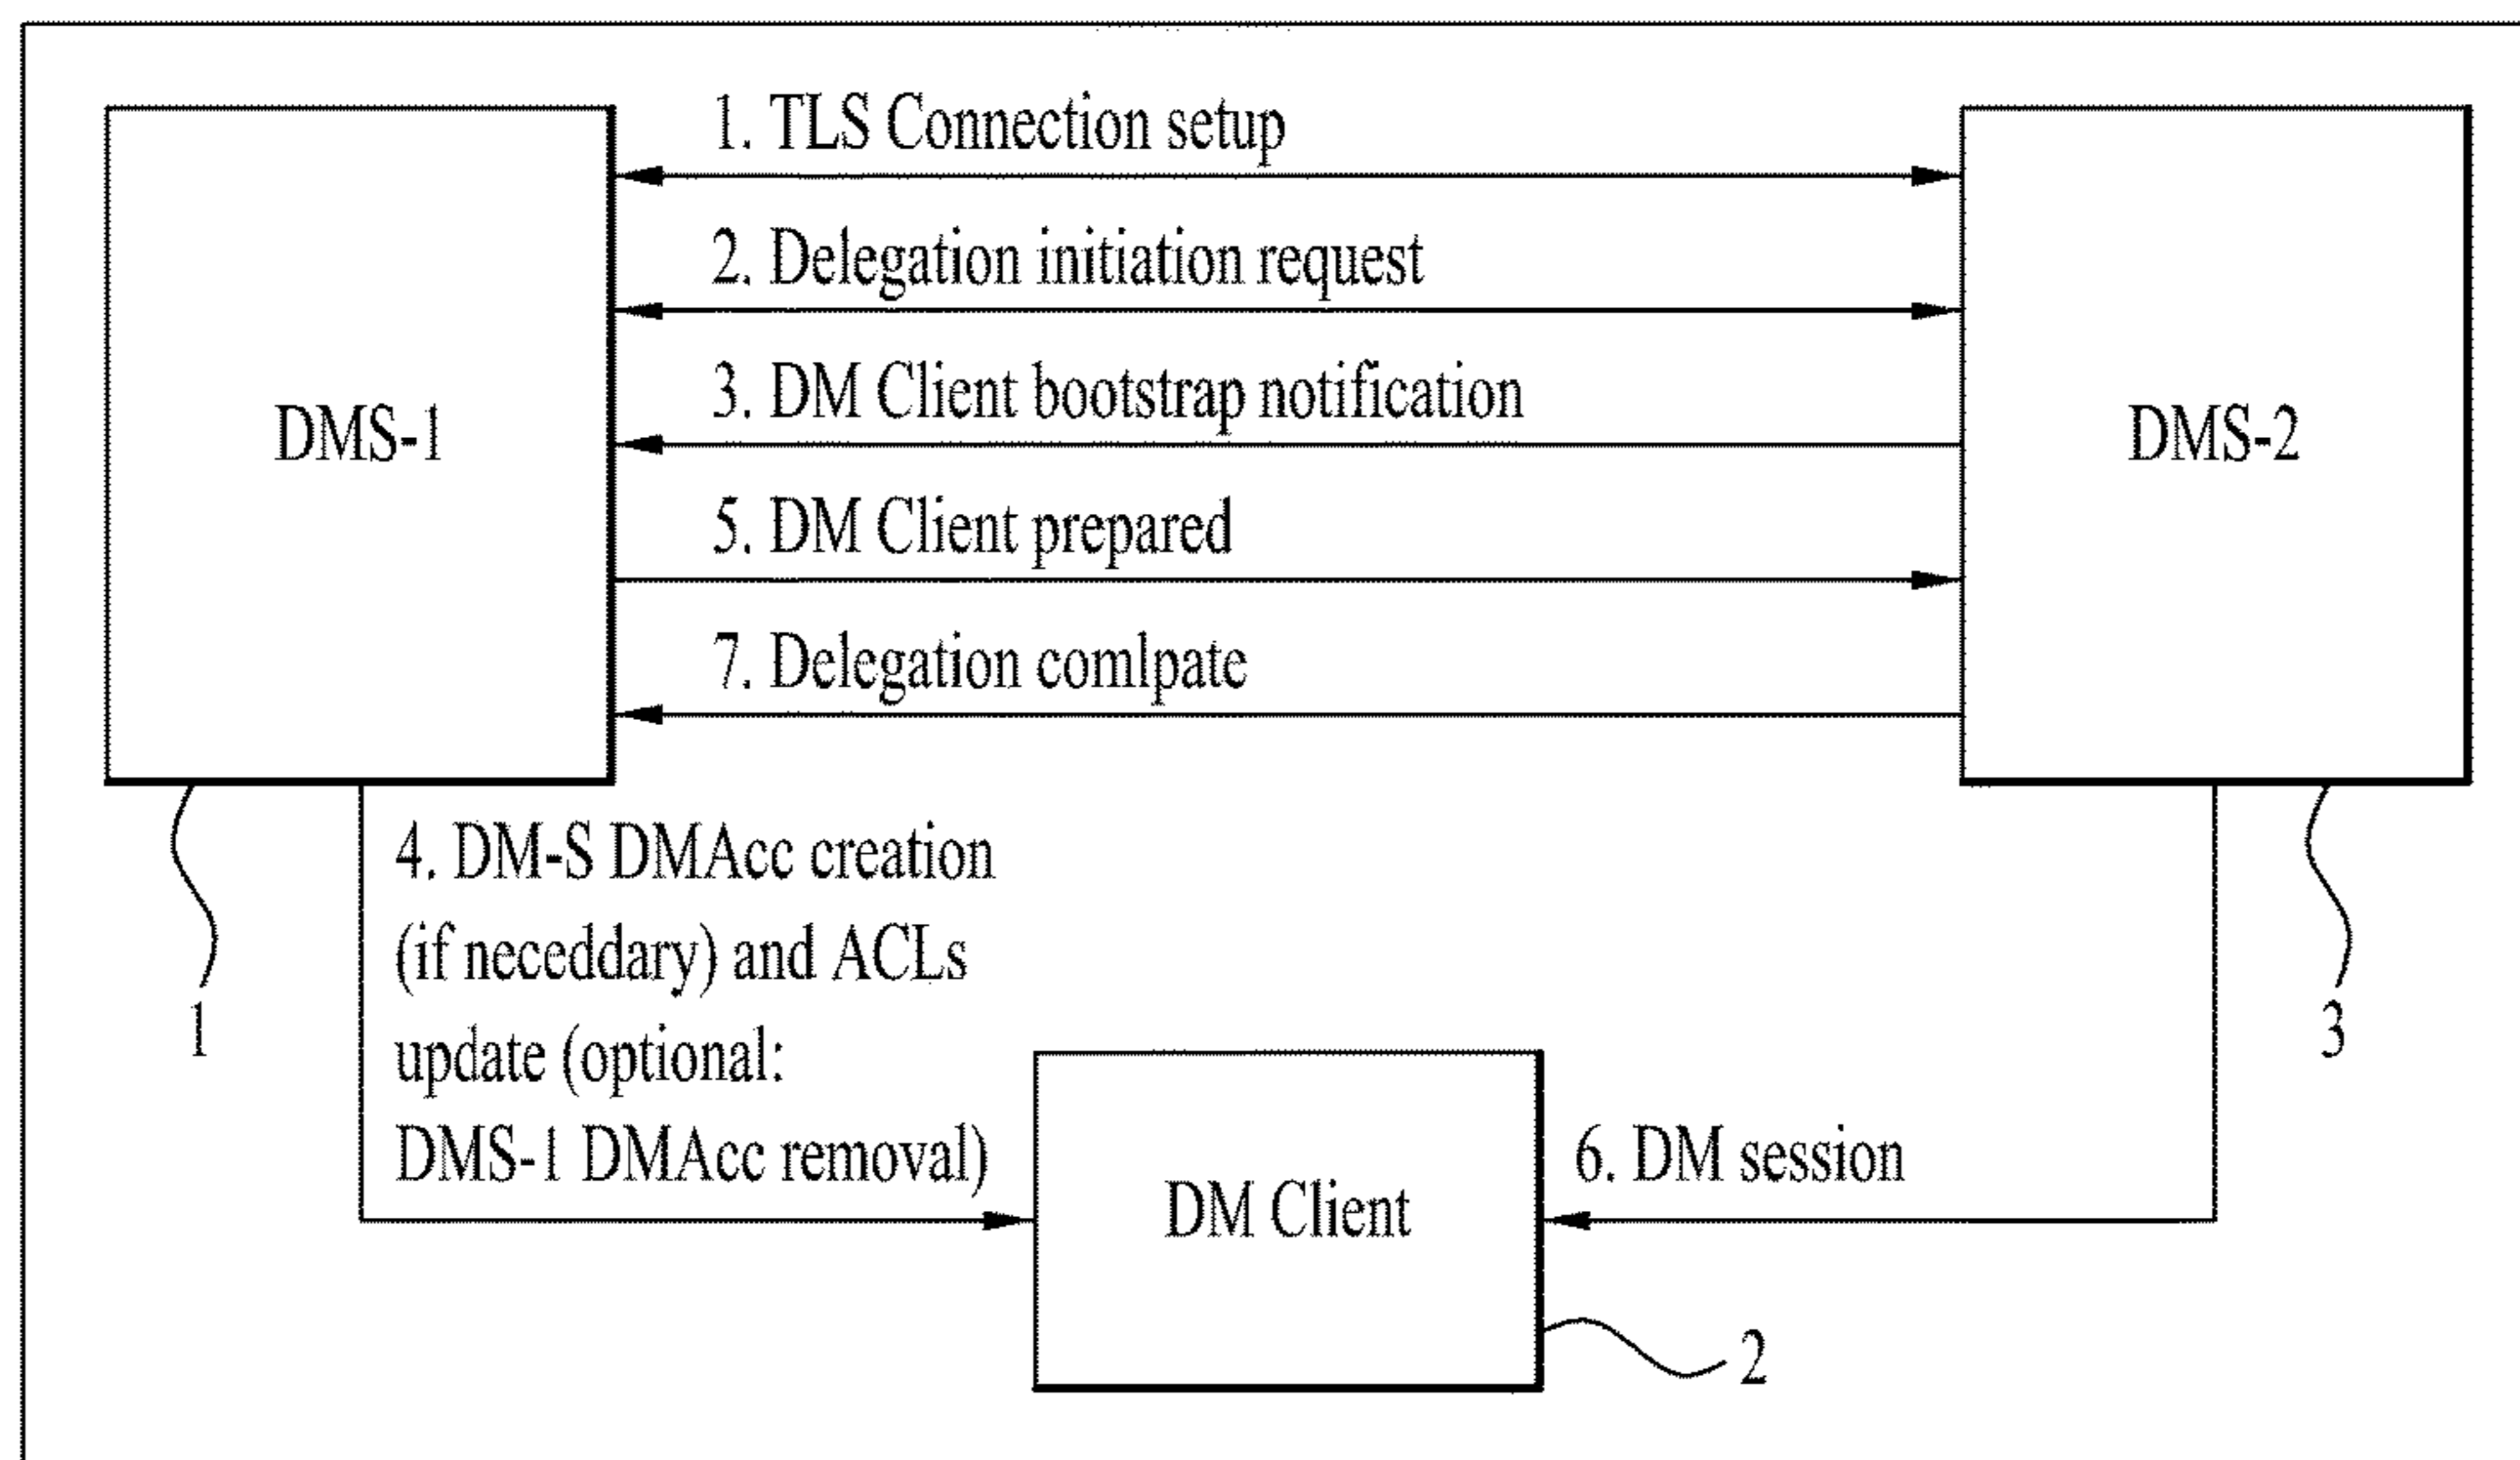 1. TLS Connection setup
2. Delegation initiation request
3. DM Client bootstrap notification
DMS-1
DMS-2
5. DM Client prepared
7. Delegation comlpate
4. DM-S DMAcc creation
(if neceddary) and ACLs
update (optional:
DMS-1 DMAcc removal)
1
3
6. DM session
DM Client
2